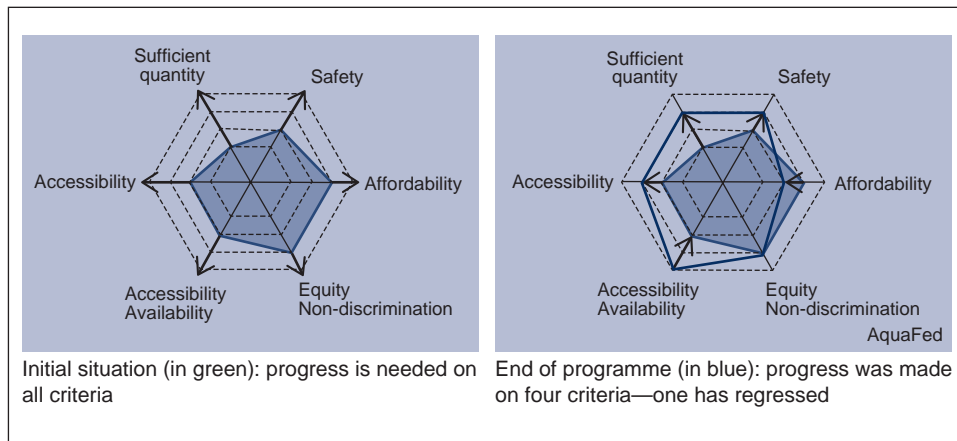 Sufficient
quantity
Safety
Accessibility
Affordability
Accessibility
Availability
Equity
Non-discrimination
Initial situation (in green): progress is needed on
all criteria
Sufficient
quantity
Safety
Accessibility
Affordability
Accessibility
Availability
Equity
Non-discrimination
AquaFed
End of programme (in blue): progress was made
on four criteria—one has regressed